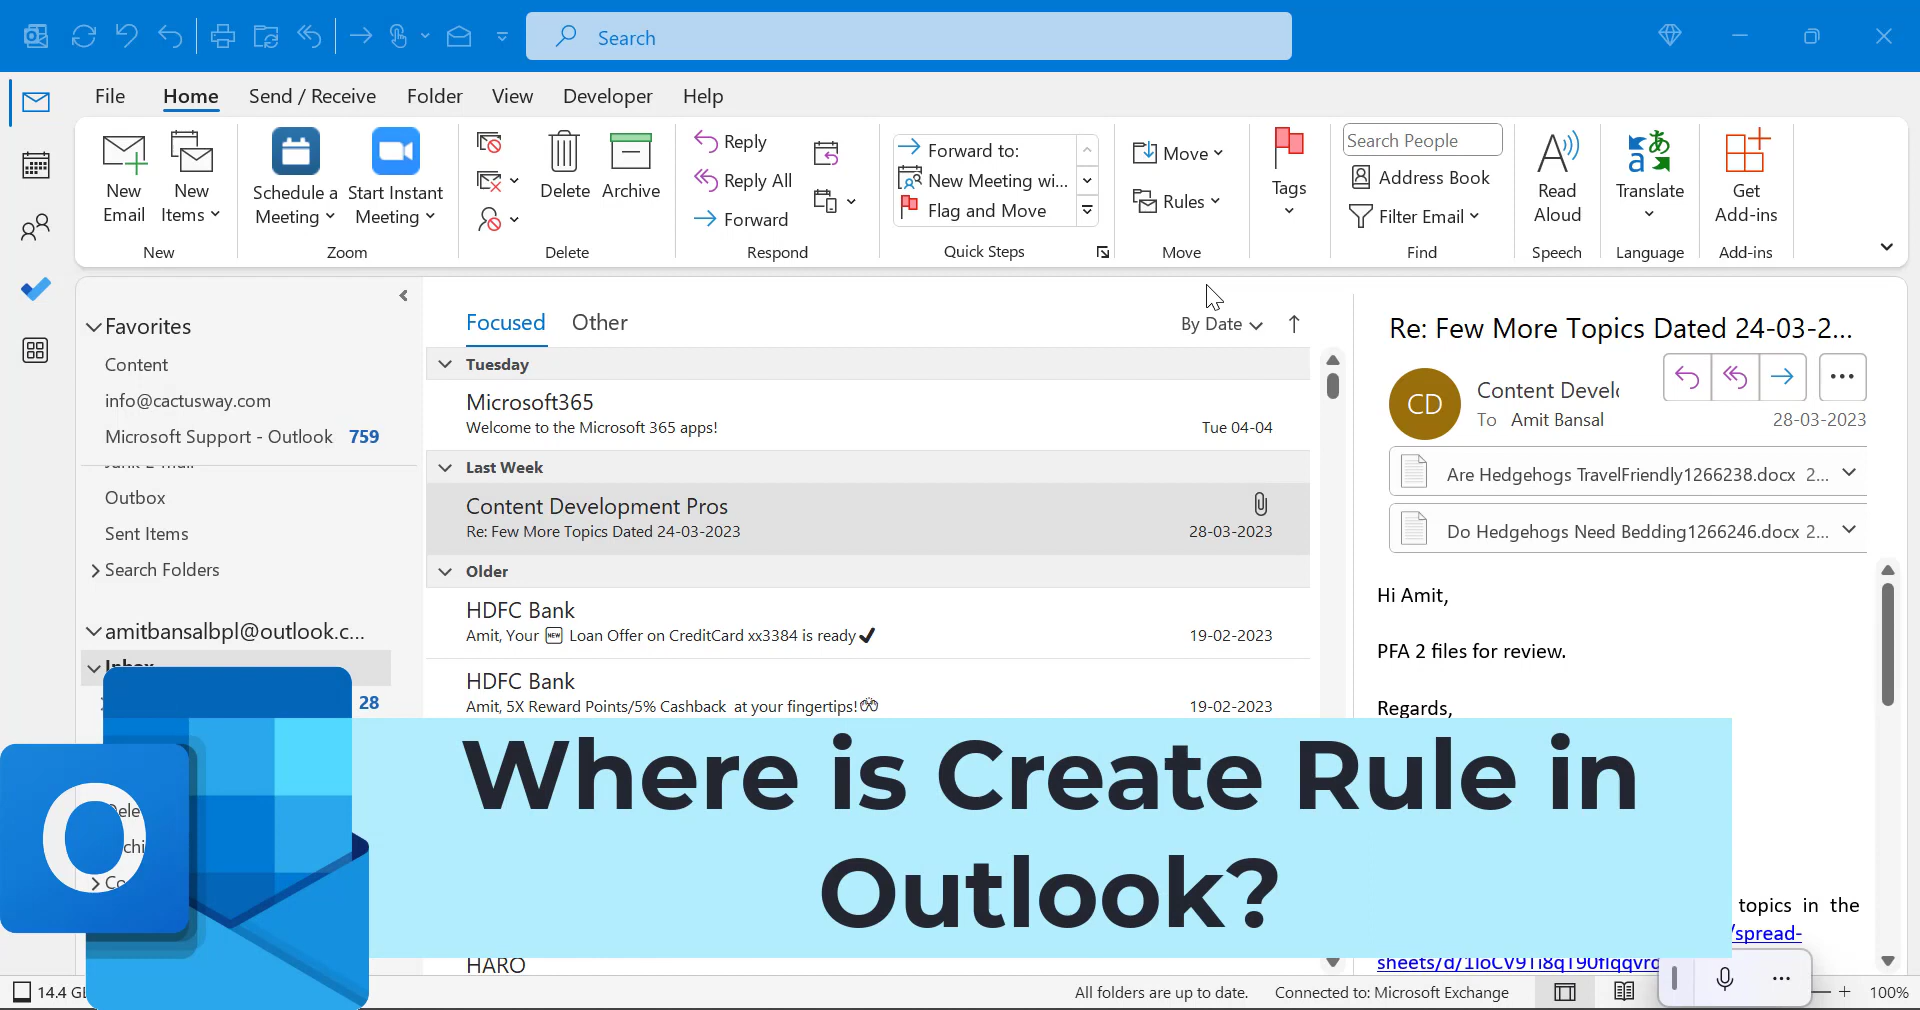 Search
File Home Send / Receive Folder View Developer Help
New Email
New Items
New
Schedule a Meeting
Start Instant Meeting
Zoom
Delete
Archive
Delete
Reply
Reply All
Forward
Respond
Forward to:
New Meeting wi...
Flag and Move
Quick Steps
Move
Rules
Move
Tags
Search People
Address Book
Filter Email
Find
Read Aloud
Speech
Translate
Language
Get Add-ins
Add-ins
Favorites
Content
info@cactusway.com
Microsoft Support - Outlook 759
Outbox
Sent Items
Search Folders
amitbansalbpl@outlook.c...
Inbox
28
Focused Other
By Date
Tuesday
Microsoft365
Welcome to the Microsoft 365 apps! Tue 04-04
Last Week
Content Development Pros
Re: Few More Topics Dated 24-03-2023 28-03-2023
Older
HDFC Bank
Amit, Your NEW Loan Offer on CreditCard xx3384 is ready 19-02-2023
HDFC Bank
Amit, 5X Reward Points/5% Cashback at your fingertips! 19-02-2023
HARO
Re: Few More Topics Dated 24-03-2...
CD
Content Develo
To Amit Bansal 28-03-2023
Are Hedgehogs TravelFriendly1266238.docx 2...
Do Hedgehogs Need Bedding1266246.docx 2...
Hi Amit,
PFA 2 files for review.
Regards,
topics in the
/spread-
Where is Create Rule in
Outlook?
O
14.4 G
All folders are up to date. Connected to: Microsoft Exchange 100%